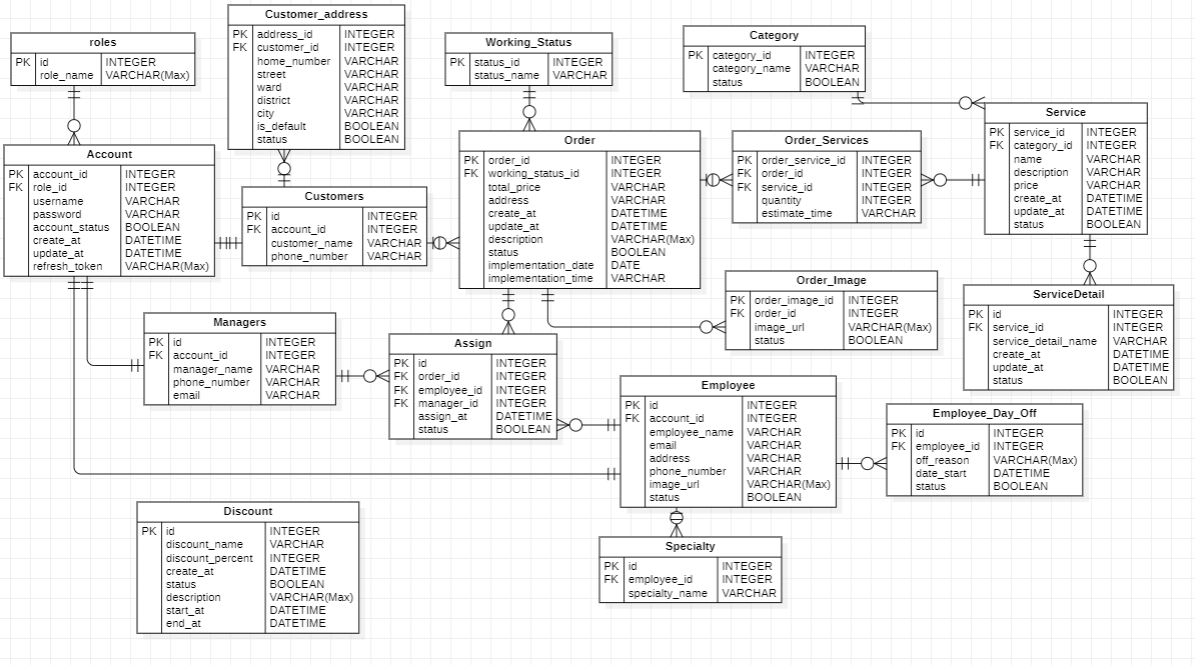 roles
PK id INTEGER
role_name VARCHAR(Max)
Customer_address
PK address_id INTEGER
FK customer_id INTEGER
home_number VARCHAR
street VARCHAR
ward VARCHAR
district VARCHAR
city VARCHAR
is_default BOOLEAN
status BOOLEAN
Working_Status
PK status_id INTEGER
status_name VARCHAR
Category
PK category_id INTEGER
category_name VARCHAR
status BOOLEAN
Account
PK account_id INTEGER
FK role_id INTEGER
username VARCHAR
password VARCHAR
account_status BOOLEAN
create_at DATETIME
update_at DATETIME
refresh_token VARCHAR(Max)
Customers
PK id INTEGER
FK account_id INTEGER
customer_name VARCHAR
phone_number VARCHAR
Order
PK order_id INTEGER
FK working_status_id INTEGER
total_price VARCHAR
address VARCHAR
create_at DATETIME
update_at DATETIME
description VARCHAR(Max)
status BOOLEAN
implementation_date DATE
implementation_time VARCHAR
Order_Services
PK order_service_id INTEGER
FK order_id INTEGER
FK service_id INTEGER
quantity INTEGER
estimate_time VARCHAR
Service
PK service_id INTEGER
FK category_id INTEGER
name VARCHAR
description VARCHAR
price VARCHAR
create_at DATETIME
update_at DATETIME
status BOOLEAN
Order_Image
PK order_image_id INTEGER
FK order_id INTEGER
image_url VARCHAR(Max)
status BOOLEAN
ServiceDetail
PK id INTEGER
FK service_id INTEGER
service_detail_name VARCHAR
create_at DATETIME
update_at DATETIME
status BOOLEAN
Managers
PK id INTEGER
FK account_id INTEGER
manager_name VARCHAR
phone_number VARCHAR
email VARCHAR
Assign
PK id INTEGER
FK order_id INTEGER
FK employee_id INTEGER
FK manager_id INTEGER
assign_at DATETIME
status BOOLEAN
Employee
PK id INTEGER
FK account_id INTEGER
employee_name VARCHAR
email VARCHAR
address VARCHAR
phone_number VARCHAR
image_url VARCHAR(Max)
status BOOLEAN
Employee_Day_Off
PK id INTEGER
FK employee_id INTEGER
off_reason VARCHAR(Max)
date_start DATETIME
status BOOLEAN
Discount
PK id INTEGER
discount_name VARCHAR
discount_percent INTEGER
create_at DATETIME
status BOOLEAN
description VARCHAR(Max)
start_at DATETIME
end_at DATETIME
Specialty
PK id INTEGER
FK employee_id INTEGER
specialty_name VARCHAR